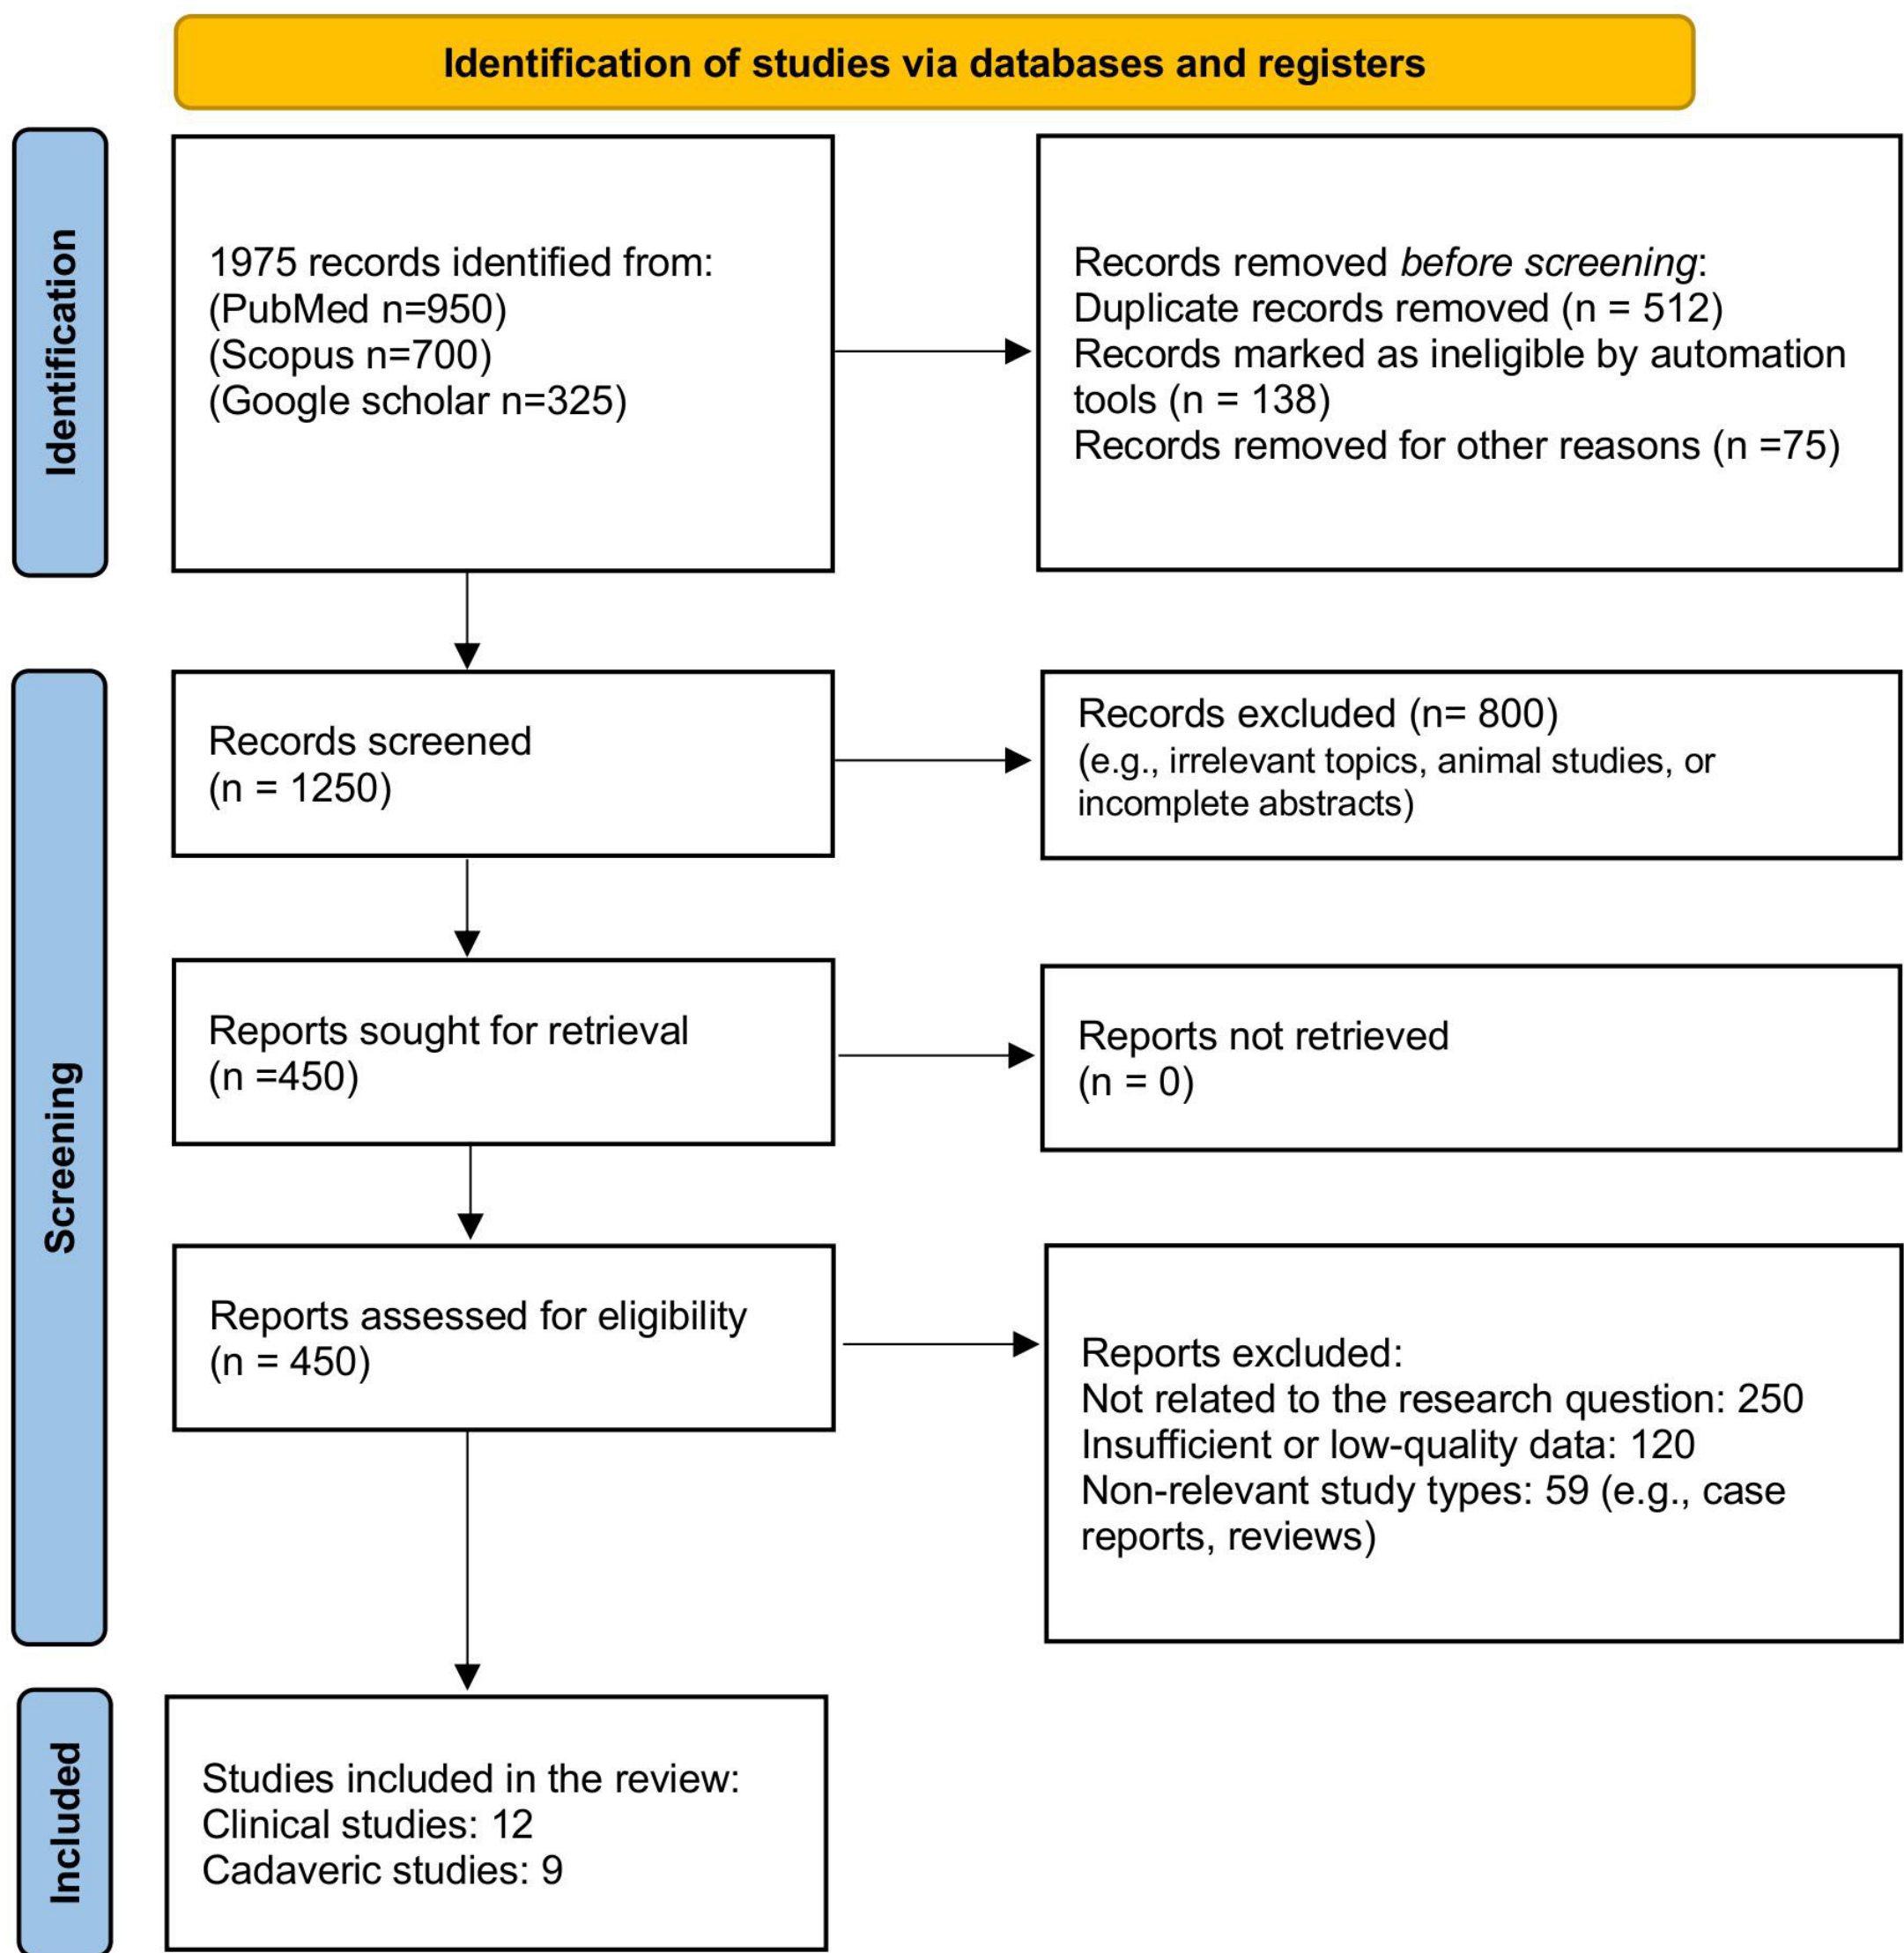 Identification of studies via databases and registers
Identification
1975 records identified from:
(PubMed n=950)
(Scopus n=700)
(Google scholar n=325)
Records removed before screening:
Duplicate records removed (n = 512)
Records marked as ineligible by automation
tools (n = 138)
Records removed for other reasons (n =75)
Screening
Records screened
(n = 1250)
Records excluded (n= 800)
(e.g., irrelevant topics, animal studies, or
incomplete abstracts)
Reports sought for retrieval
(n =450)
Reports not retrieved
(n = 0)
Reports assessed for eligibility
(n = 450)
Reports excluded:
Not related to the research question: 250
Insufficient or low-quality data: 120
Non-relevant study types: 59 (e.g., case
reports, reviews)
Included
Studies included in the review:
Clinical studies: 12
Cadaveric studies: 9